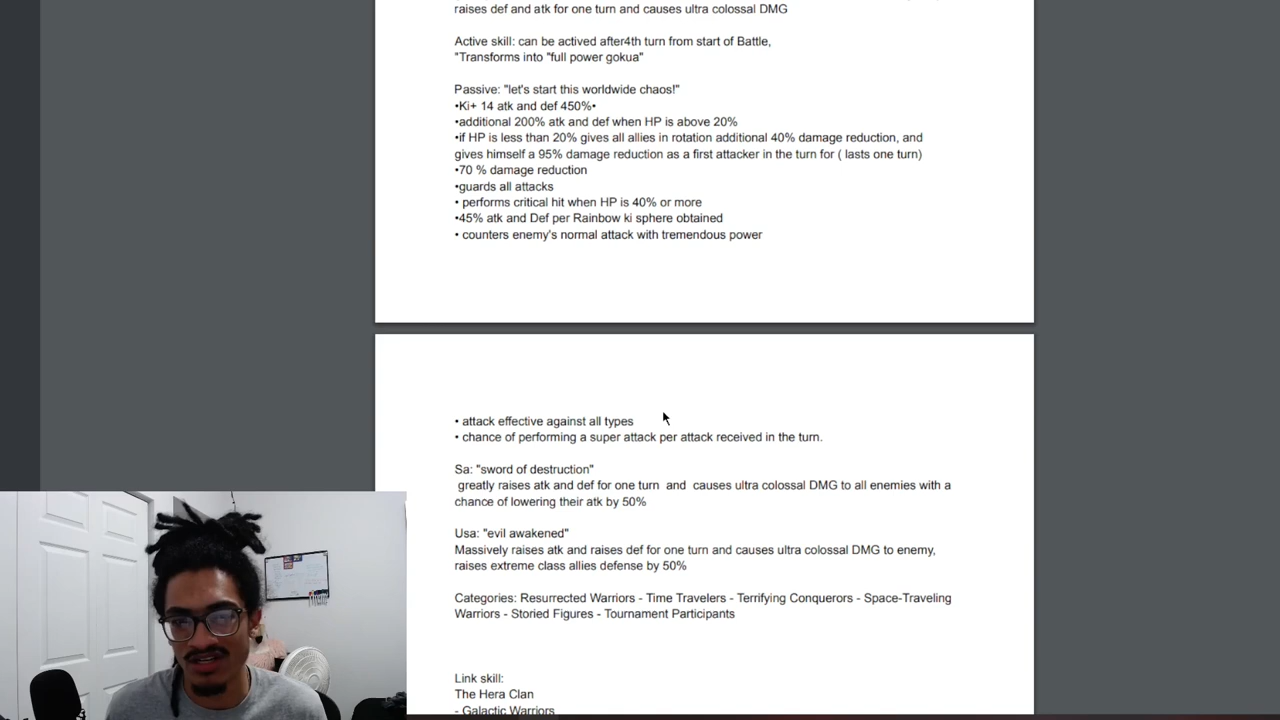 raises def and atk for one turn and causes ultra colossal DMG
Active skill: can be actived after4th turn from start of Battle,
"Transforms into "full power gokua"
Passive: "let's start this worldwide chaos!"
•Ki+ 14 atk and def 450%•
•additional 200% atk and def when HP is above 20%
•if HP is less than 20% gives all allies in rotation additional 40% damage reduction, and
gives himself a 95% damage reduction as a first attacker in the turn for ( lasts one turn)
•70 % damage reduction
•guards all attacks
• performs critical hit when HP is 40% or more
•45% atk and Def per Rainbow ki sphere obtained
• counters enemy's normal attack with tremendous power
• attack effective against all types
• chance of performing a super attack per attack received in the turn.
Sa: "sword of destruction"
greatly raises atk and def for one turn and causes ultra colossal DMG to all enemies with a
chance of lowering their atk by 50%
Usa: "evil awakened"
Massively raises atk and raises def for one turn and causes ultra colossal DMG to enemy,
raises extreme class allies defense by 50%
Categories: Resurrected Warriors - Time Travelers - Terrifying Conquerors - Space-Traveling
Warriors - Storied Figures - Tournament Participants
Link skill:
The Hera Clan
- Galactic Warriors